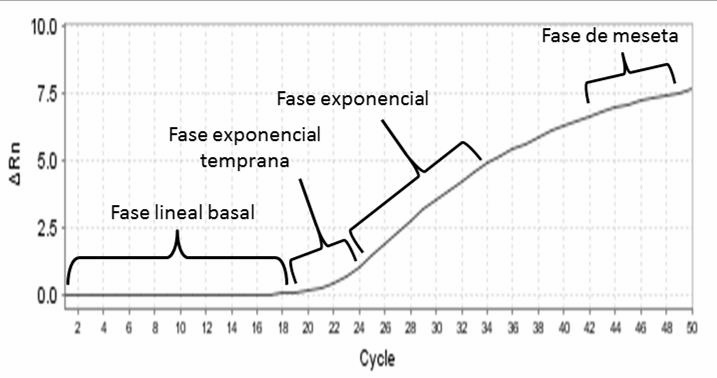 10.0
7.5
5.0
2.5
0.0
ΔRn
Fase de meseta
Fase exponencial
Fase exponencial
temprana
Fase lineal basal
2 4 6 8 10 12 14 16 18 20 22 24 26 28 30 32 34 36 38 40 42 44 46 48 50
Cycle